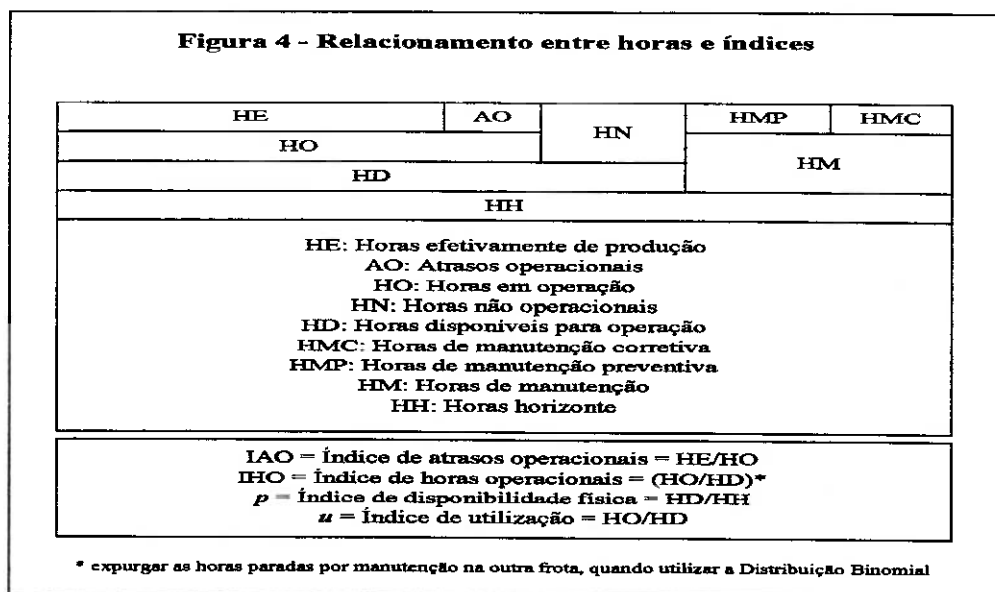 Figura 4 - Relacionamento entre horas e índices
HE AO HN HMP HMC
HO HM
HD
HH
HE: Horas efetivamente de produção
AO: Atrasos operacionais
HO: Horas em operação
HN: Horas não operacionais
HD: Horas disponíveis para operação
HMC: Horas de manutenção corretiva
HMP: Horas de manutenção preventiva
HM: Horas de manutenção
HH: Horas horizonte
IAO = Índice de atrasos operacionais = HE/HO
IHO = Índice de horas operacionais = (HO/HD)*
p = Índice de disponibilidade física = HD/HH
u = Índice de utilização = HO/HD
* expurgar as horas paradas por manutenção na outra frota, quando utilizar a Distribuição Binomial